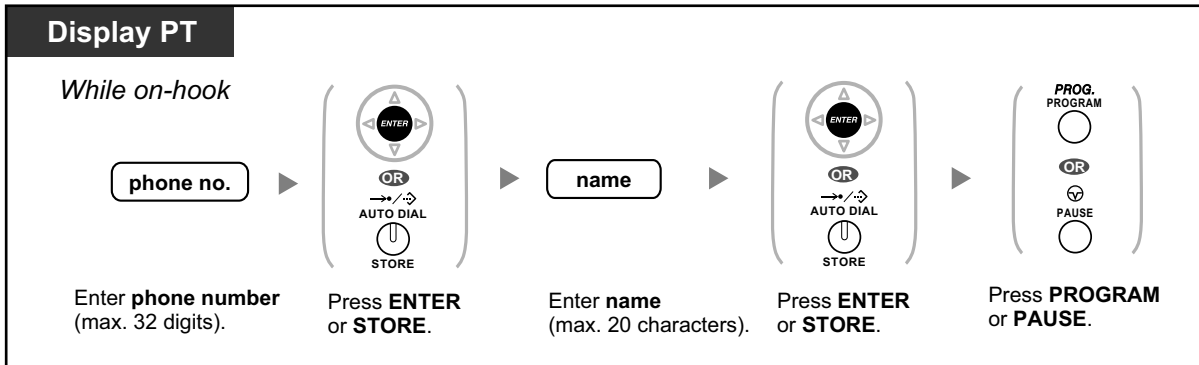 Display PT
While on-hook
phone no.
ENTER
OR
AUTO DIAL
STORE
name
ENTER
OR
AUTO DIAL
STORE
PROG.
PROGRAM
OR
PAUSE
Enter phone number
(max. 32 digits).
Press ENTER
or STORE.
Enter name
(max. 20 characters).
Press ENTER
or STORE.
Press PROGRAM
or PAUSE.